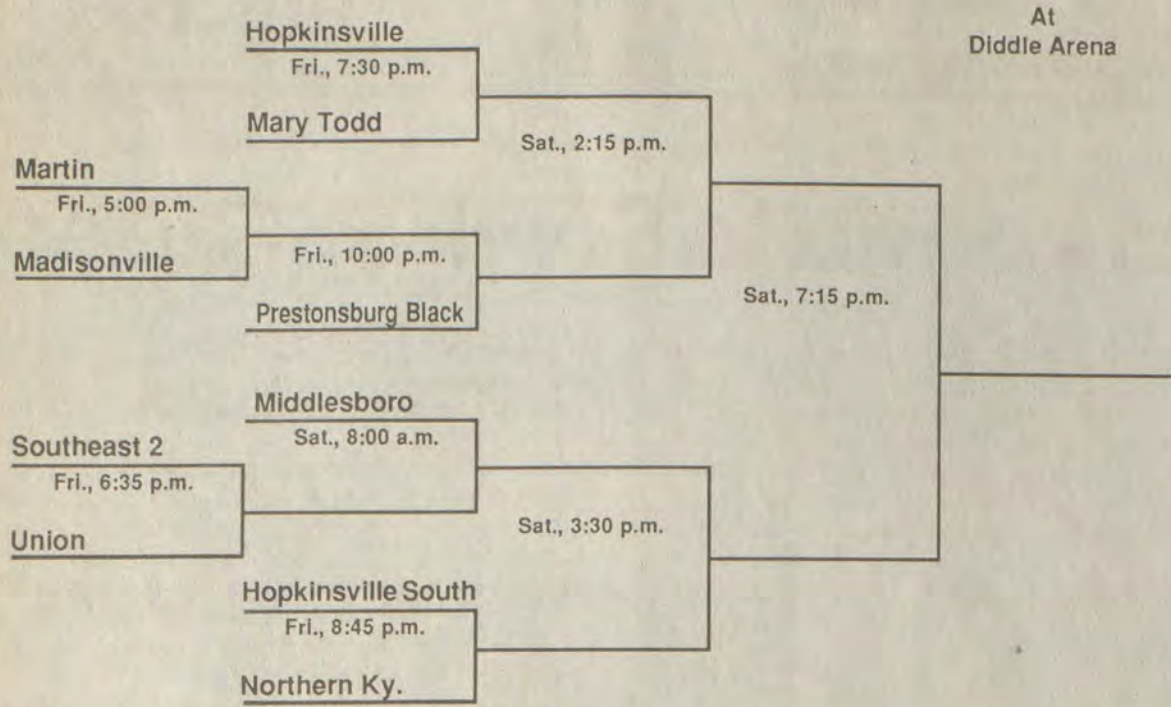 At
Diddle Arena
Hopkinsville
Fri., 7:30 p.m.
Mary Todd
Sat., 2:15 p.m.
Martin
Fri., 5:00 p.m.
Madisonville
Fri., 10:00 p.m.
Prestonsburg Black
Sat., 7:15 p.m.
Middlesboro
Sat., 8:00 a.m.
Southeast 2
Fri., 6:35 p.m.
Union
Sat., 3:30 p.m.
Hopkinsville South
Fri., 8:45 p.m.
Northern Ky.